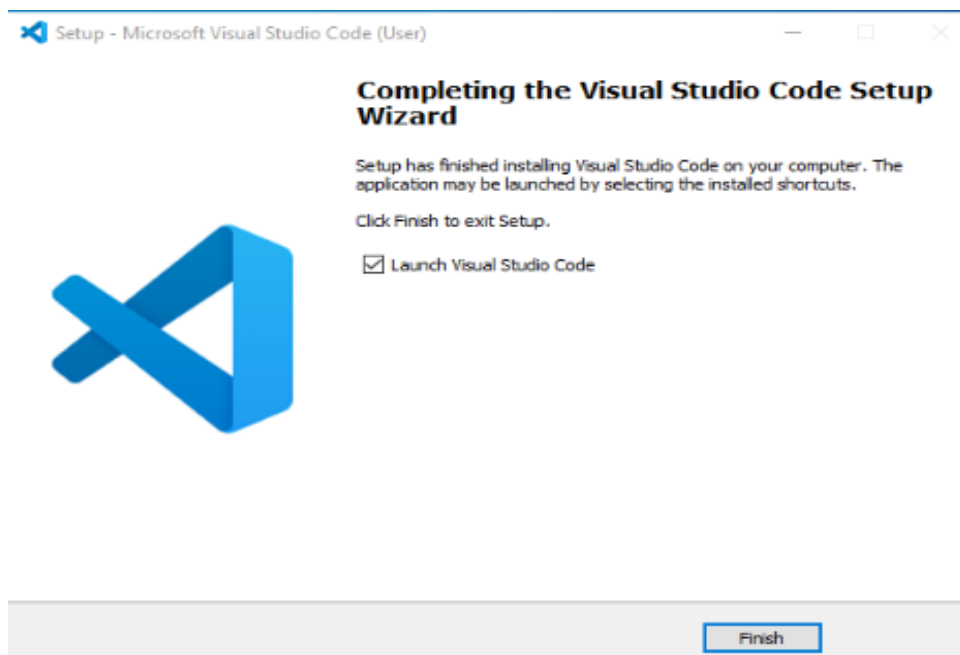 Setup - Microsoft Visual Studio Code (User)
Completing the Visual Studio Code Setup
Wizard
Setup has finished installing Visual Studio Code on your computer. The
application may be launched by selecting the installed shortcuts.
Click Finish to exit Setup.
Launch Visual Studio Code
Finish